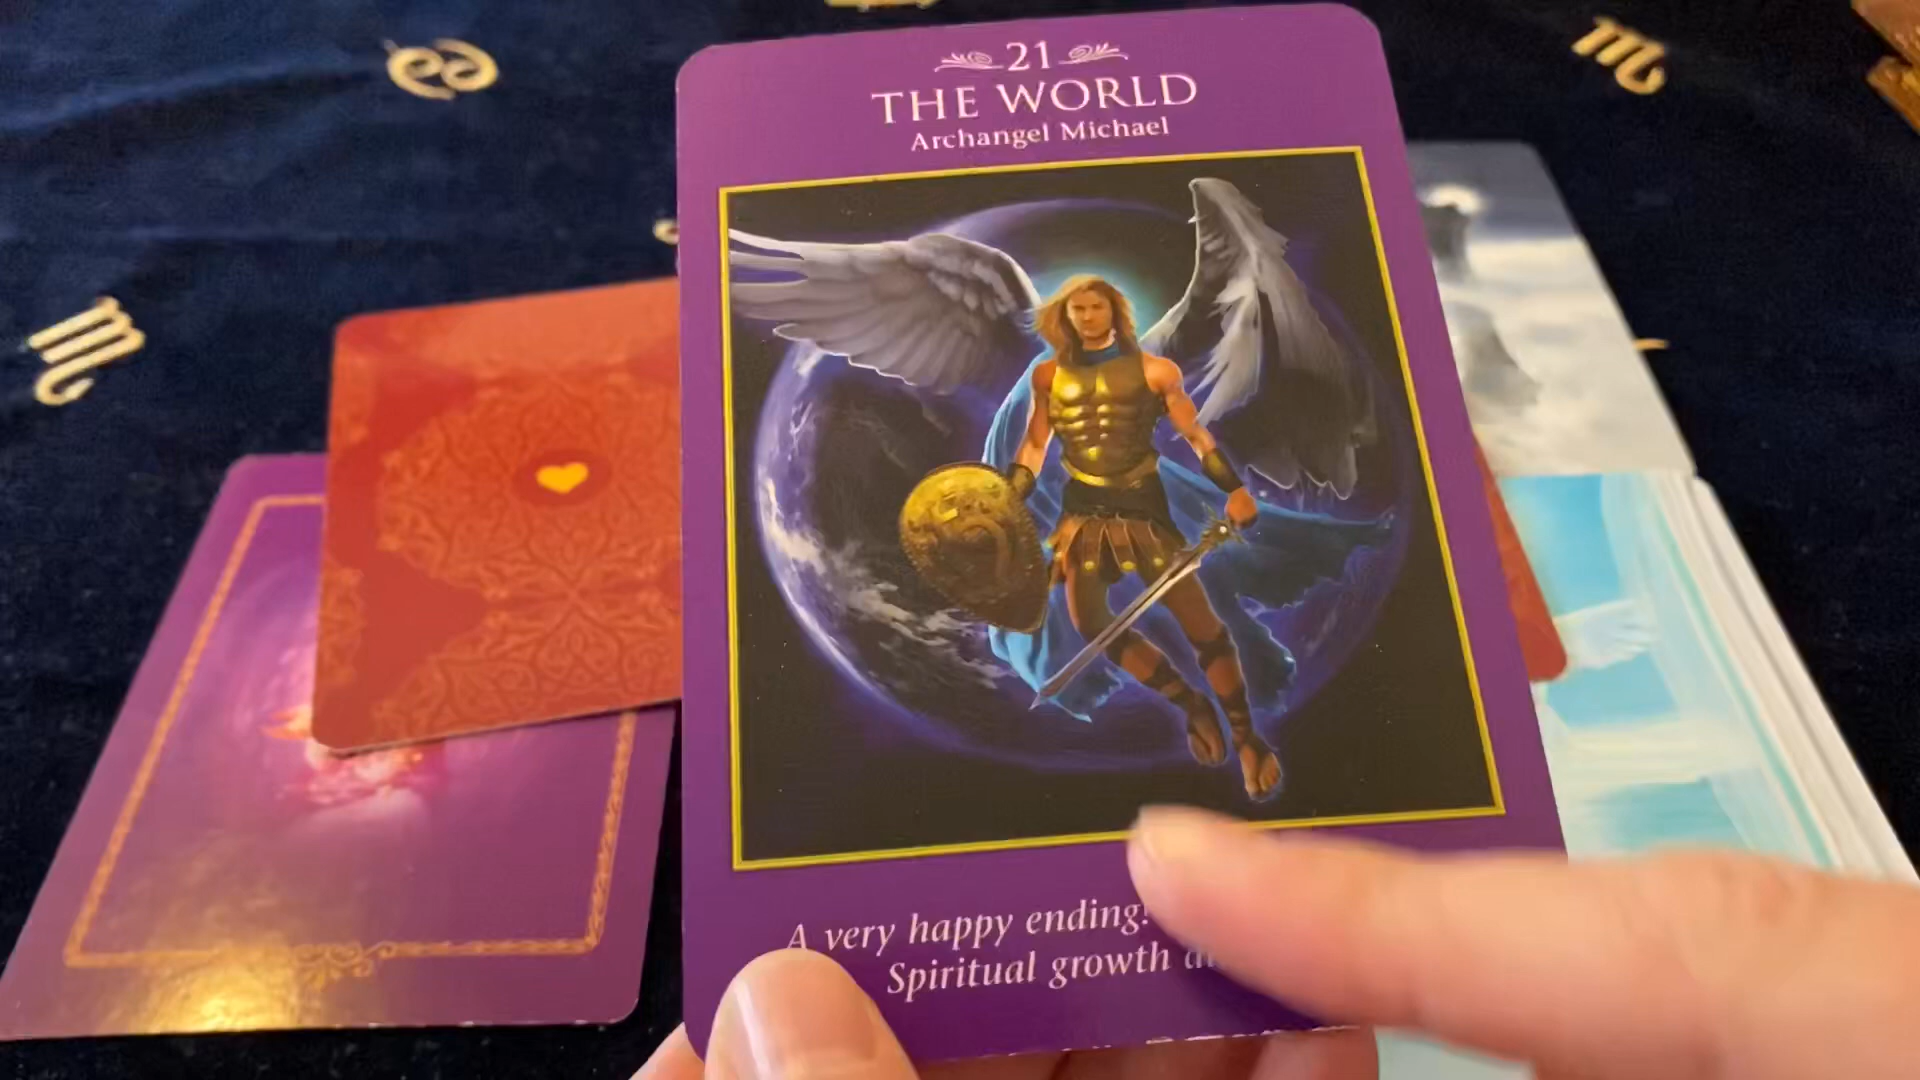 21
THE WORLD
Archangel Michael
A very happy ending!
Spiritual growth